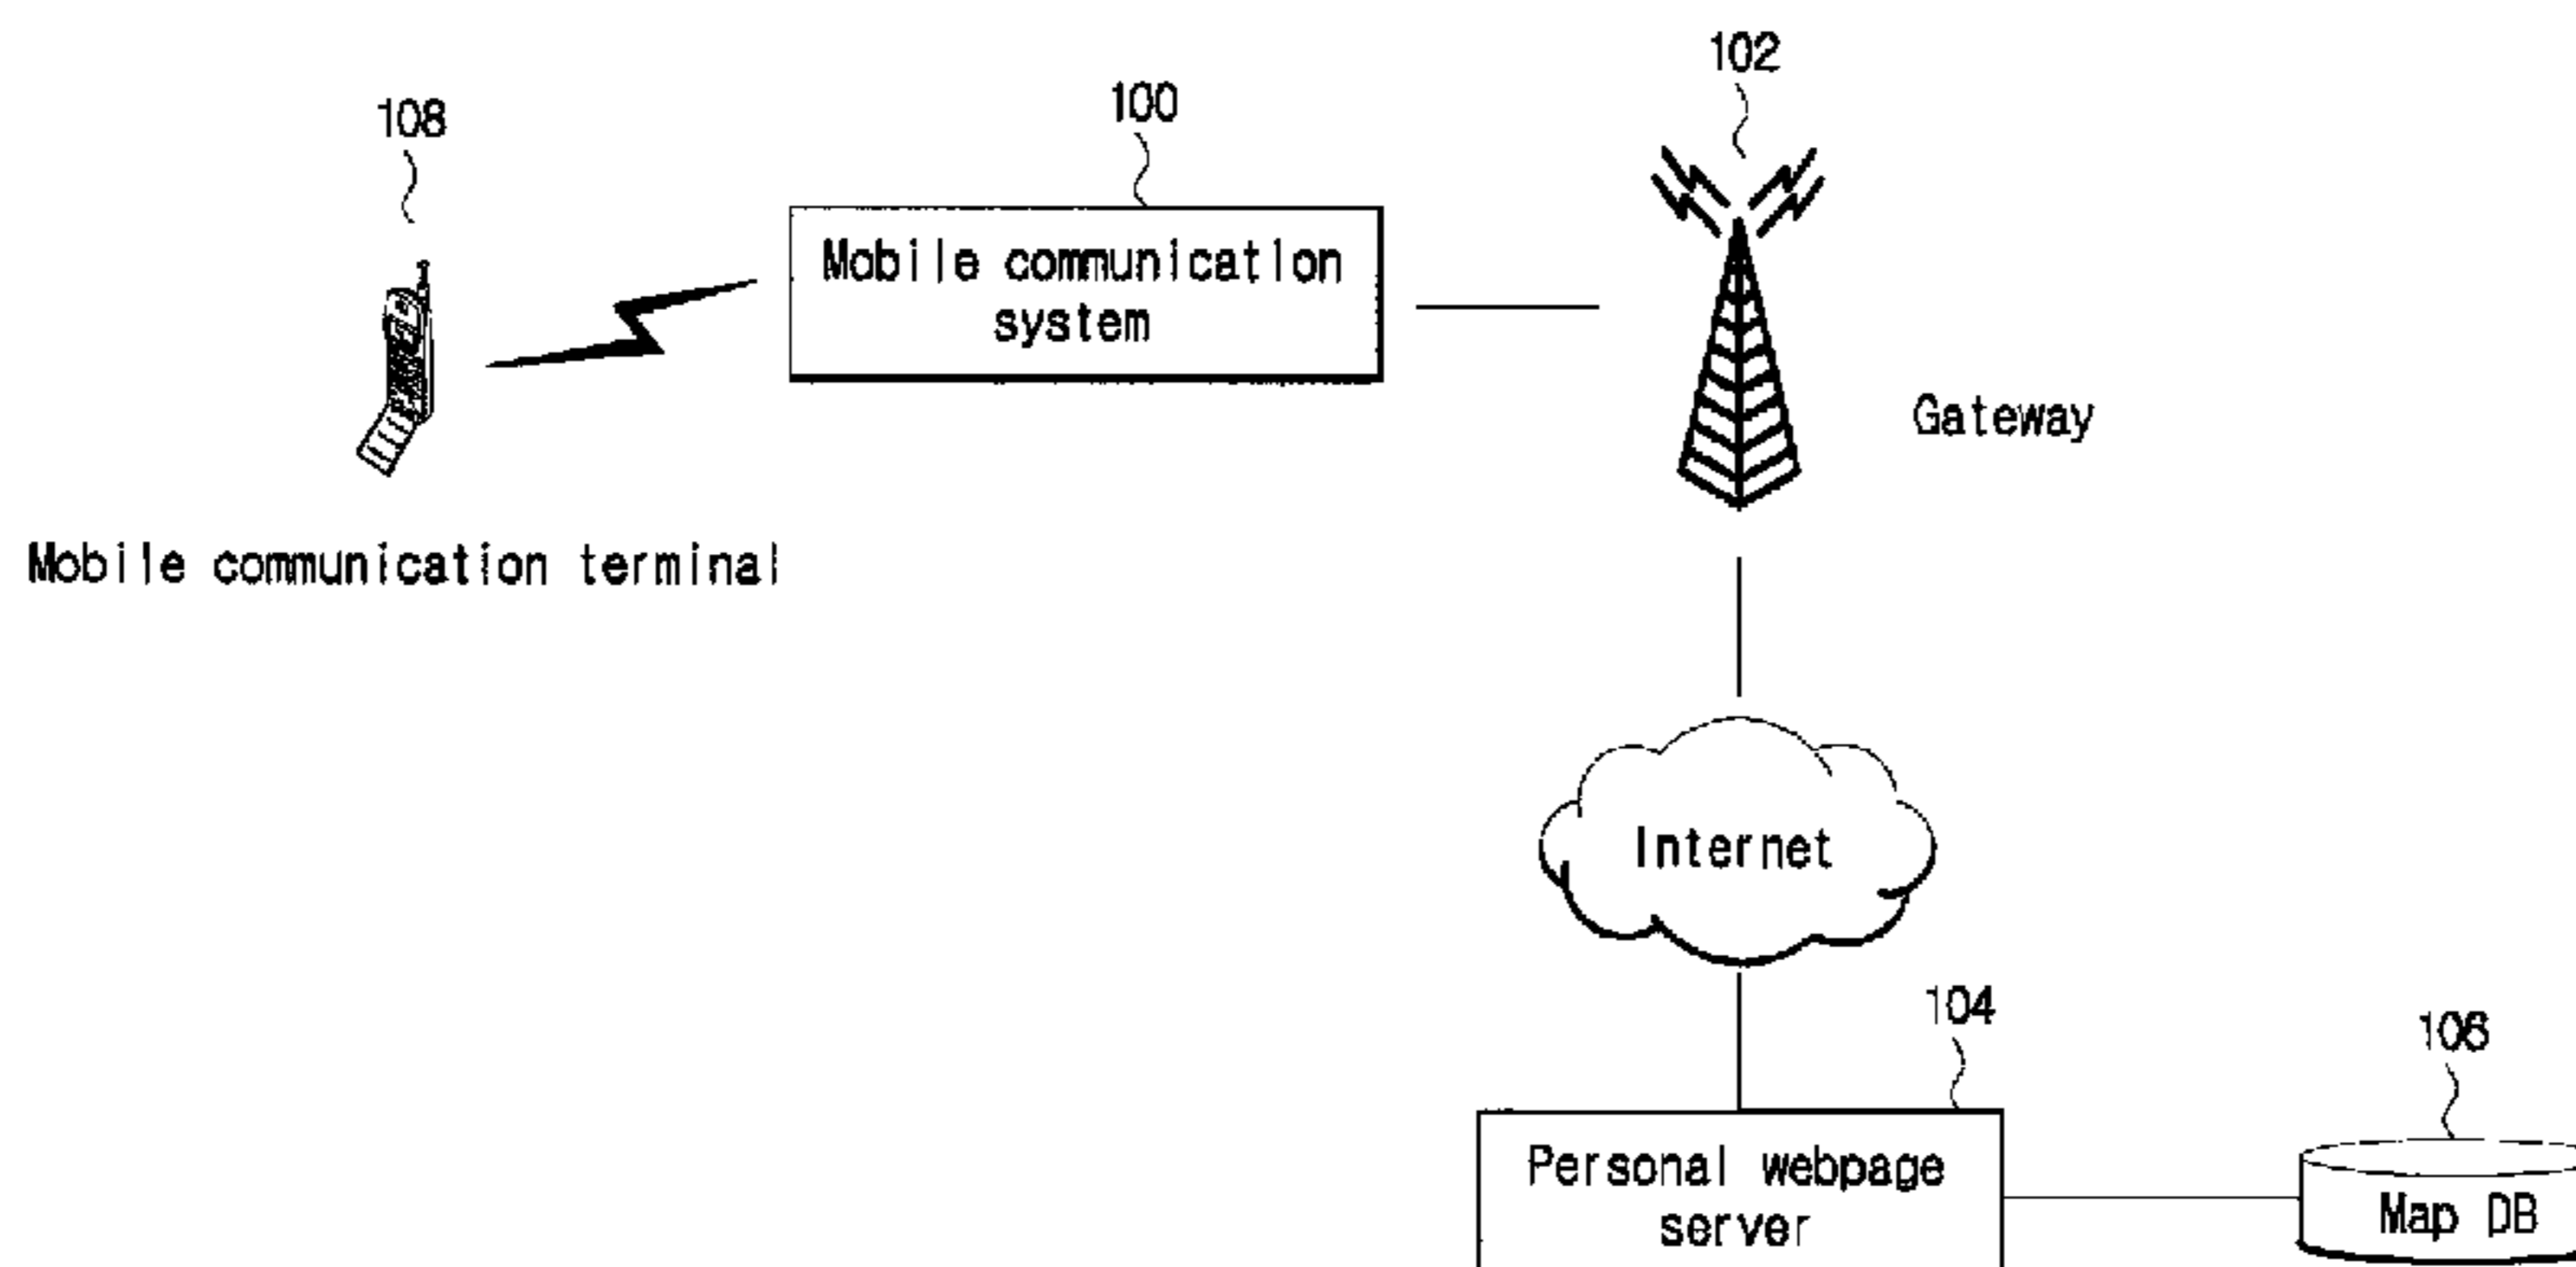 102
100
108
Mobile communication
system
Gateway
Mobile communication terminal
Internet
104
106
Personal webpage
server
Map DB